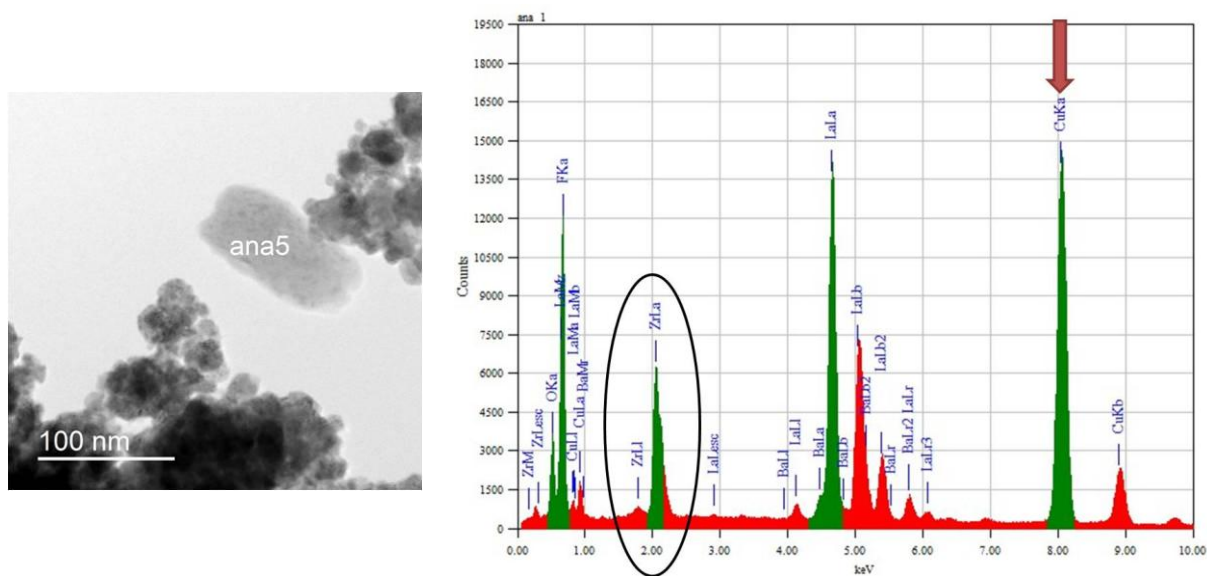 ana5
100 nm
ana 1
19500
18000
16500
15000
13500
12000
10500
9000
7500
6000
4500
3000
1500
0
Counts
ZrM
ZrLesc
OKa
FKa
LaMz
LaMa
LaMb
CuLl
CuLa
BaMr
ZrLl
ZrLa
LaLesc
BaLl
LaLl
BaLa
LaLa
BaLb
LaLb
BaLb2
LaLb2
BaLr
BaLr2
LaLr
LaLr3
CuKa
CuKb
0.00 1.00 2.00 3.00 4.00 5.00 6.00 7.00 8.00 9.00 10.00
keV